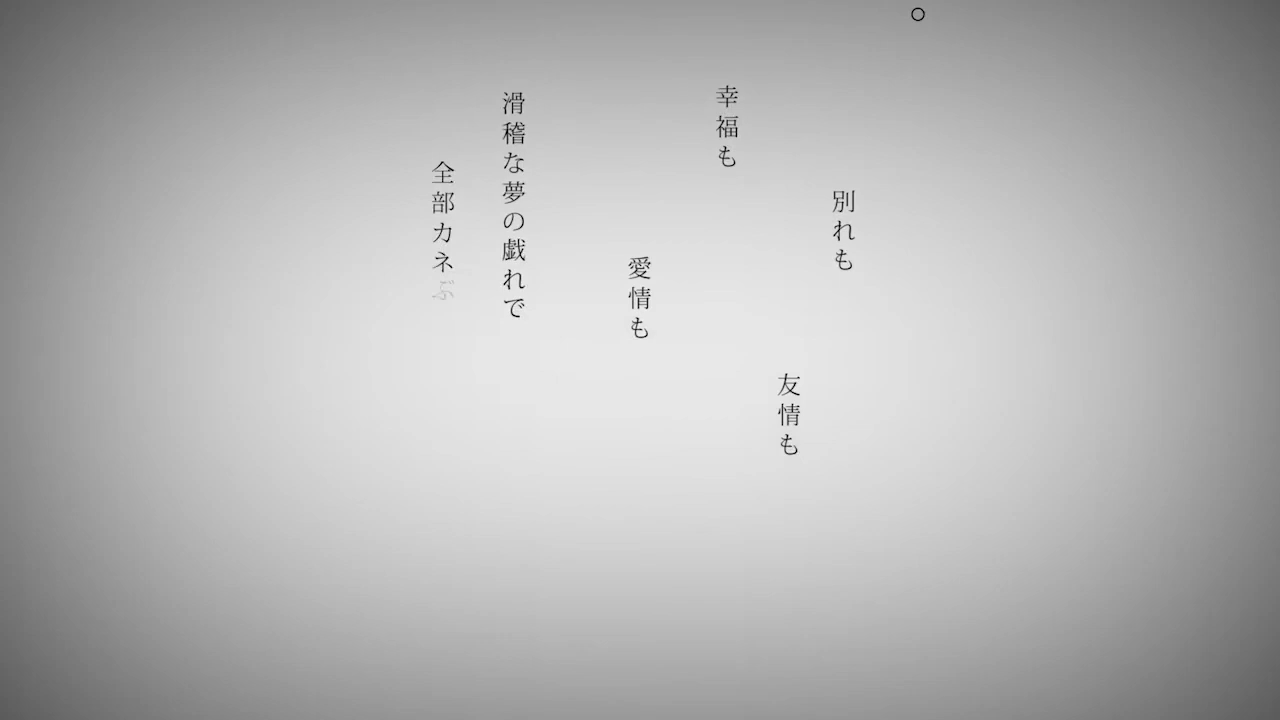 別れも
友情も
幸福も
愛情も
滑稽な夢の戯れで
全部カネ